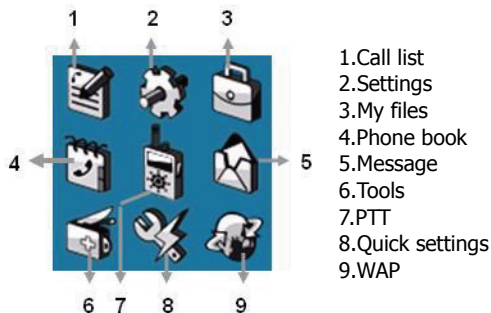 1 2 3
4 5
6 7 8 9
1.Call list
2.Settings
3.My files
4.Phone book
5.Message
6.Tools
7.PTT
8.Quick settings
9.WAP